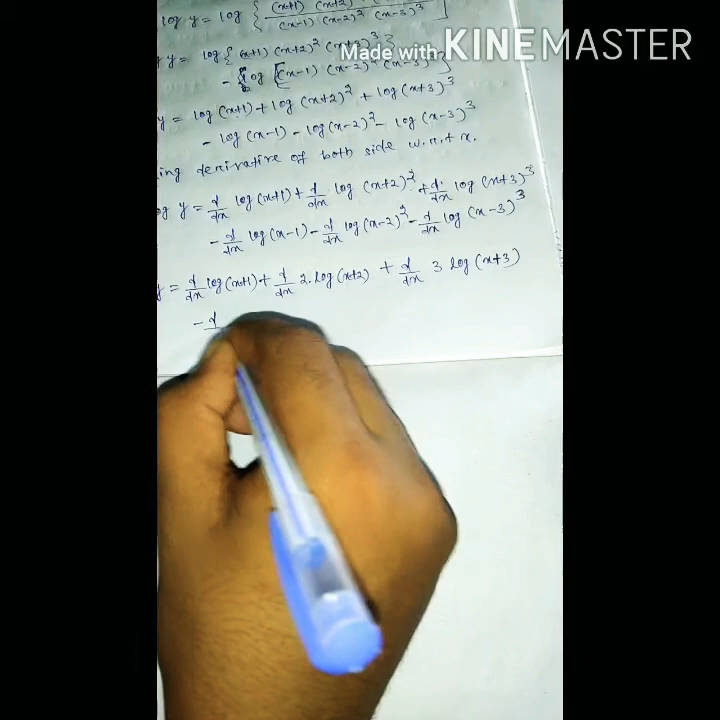 log y = log { (x+1) (x+2)² / (x-1) (x-2)² (x-3)³
y = log { (x+1) (x+2)² (x+3)³ }
- log [ (x-1) (x-2)² (x-3)³ ]
Made with KINEMASTER
y = log (x+1) + log (x+2)² + log (x+3)³
- log (x-1) - log (x-2)² - log (x-3)³
ing derivative of both side w.r.t x.
og y = d/dx log (x+1) + d/dx log (x+2)² + d/dx log (x+3)³
- d/dx log (x-1) - d/dx log (x-2)² - d/dx log (x-3)³
y = d/dx log (x+1) + d/dx 2. log (x+2) + d/dx 3 log (x+3)
- d